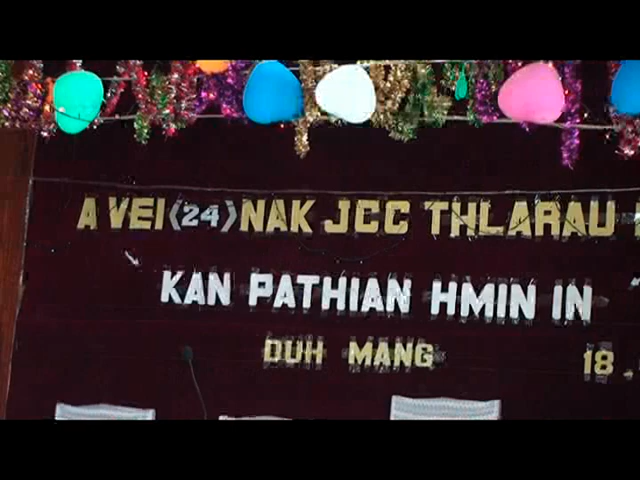 A VEI (24) NAK JCC THLARAU
KAN PATHIAN HMIN IN
DUH MANG 18.